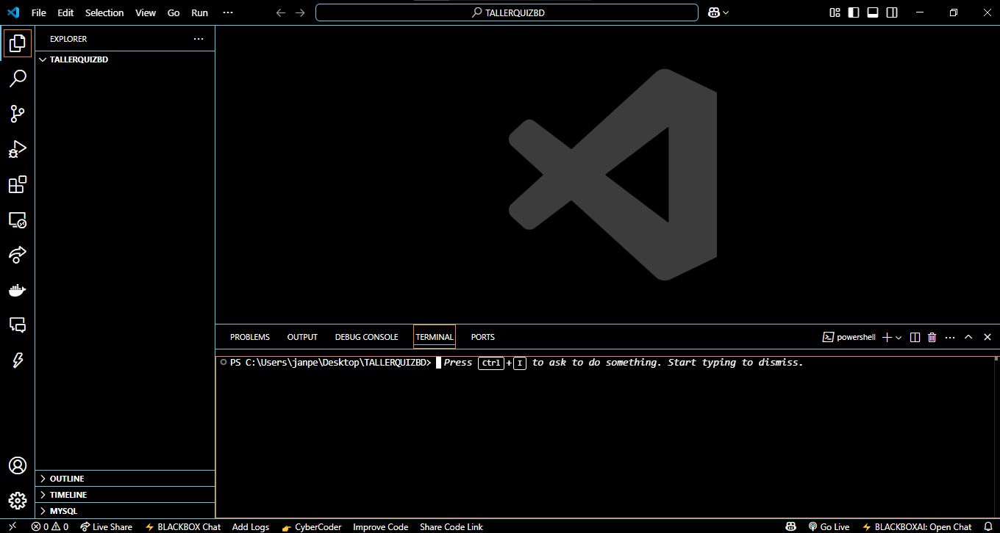 File Edit Selection View Go Run ···
TALLERQUIZBD
EXPLORER ···
TALLERQUIZBD
PROBLEMS OUTPUT DEBUG CONSOLE TERMINAL PORTS
powershell
PS C:\Users\janpe\Desktop\TALLERQUIZBD> Press Ctrl+I to ask to do something. Start typing to dismiss.
OUTLINE
TIMELINE
MYSQL
0 0 Live Share BLACKBOX Chat Add Logs CyberCoder Improve Code Share Code Link Go Live BLACKBOXAI: Open Chat